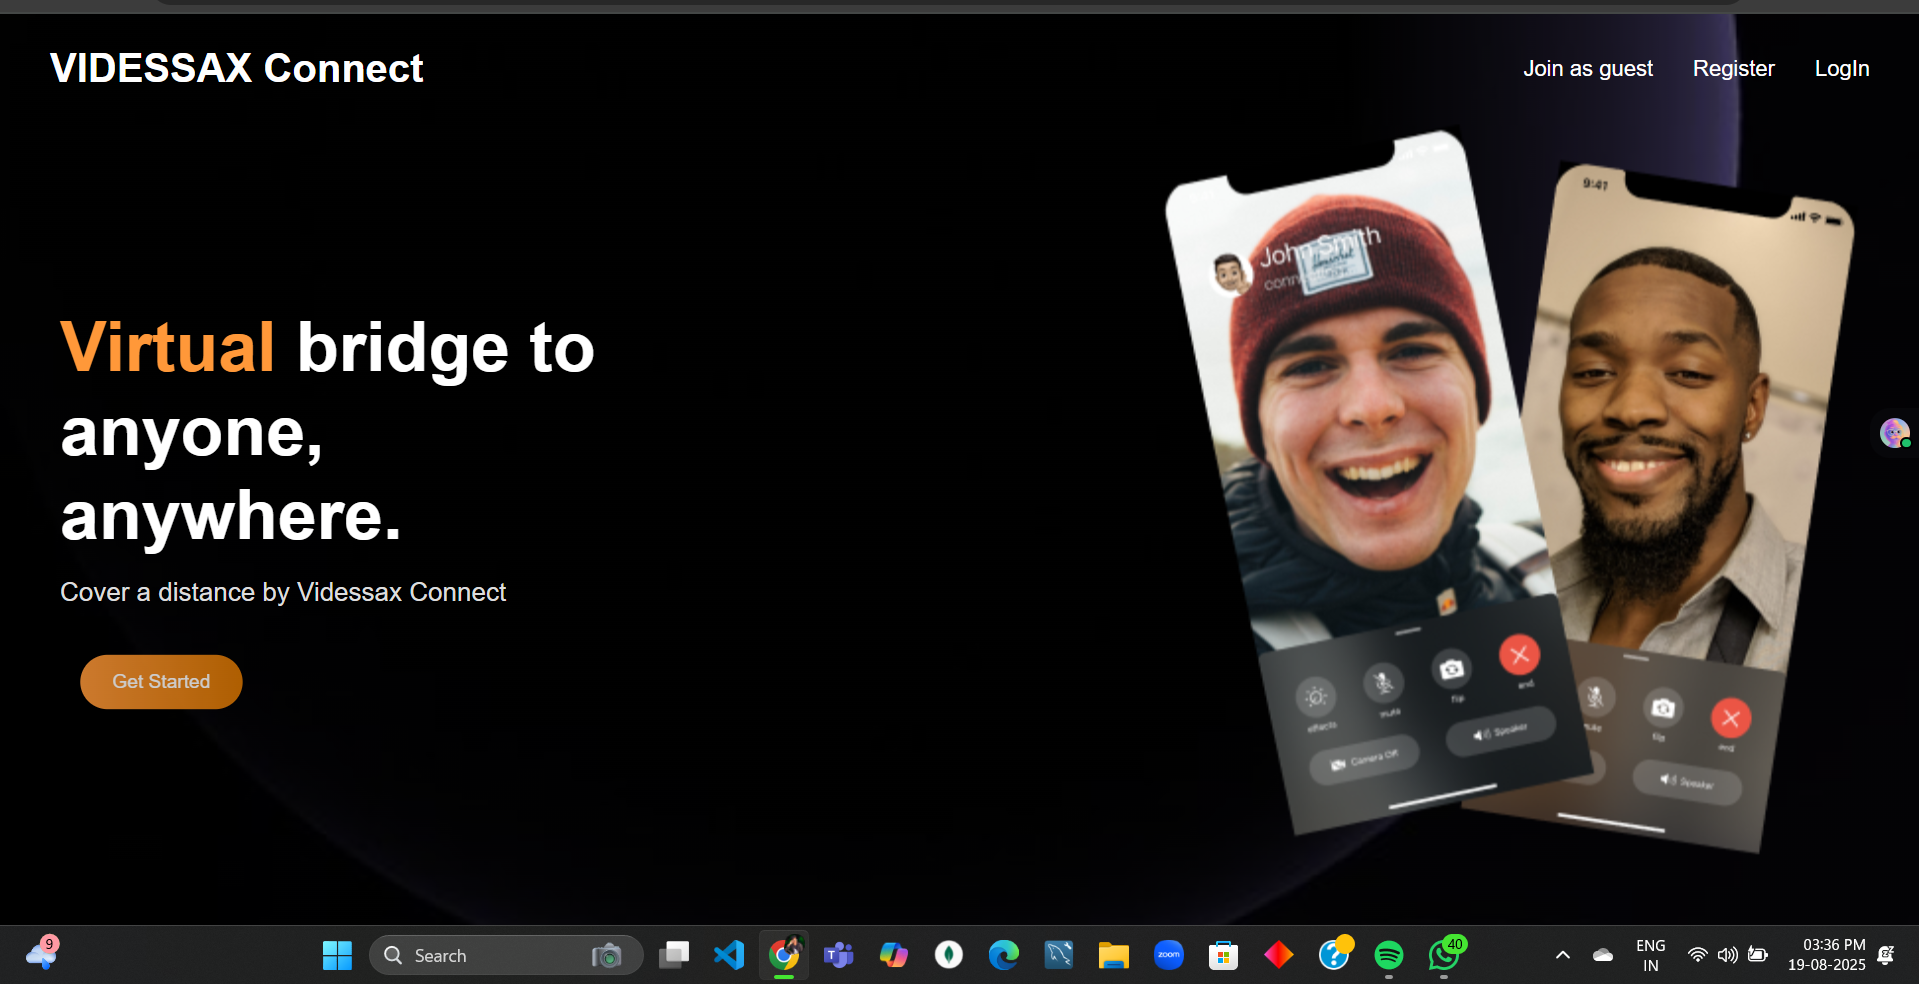 VIDESSAX Connect
Join as guest
Register
LogIn
9:41
John Smith
Virtual bridge to
anyone,
anywhere.
Cover a distance by Videssax Connect
Get Started
effects
mute
flip
end
Camera Off
Speaker
flip
end
Speaker
9
Search
zoom
40
ENG
IN
03:36 PM
19-08-2025